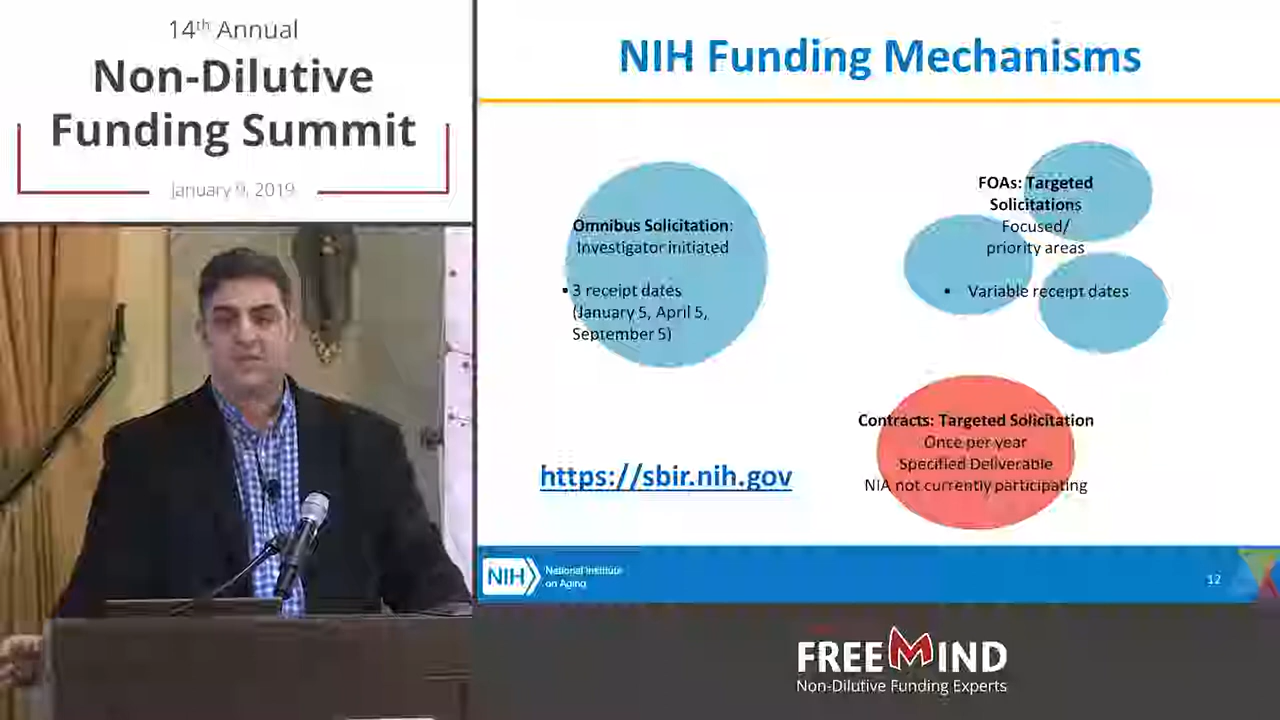 14th Annual
Non-Dilutive
Funding Summit
January 9, 2019
NIH Funding Mechanisms
Omnibus Solicitation:
Investigator initiated
▪ 3 receipt dates
(January 5, April 5,
September 5)
FOAs: Targeted
Solicitations
Focused/
priority areas
• Variable receipt dates
Contracts: Targeted Solicitation
Once per year
Specified Deliverable
NIA not currently participating
https://sbir.nih.gov
NIH
National Institute
on Aging
12
FREEMIND
Non-Dilutive Funding Experts